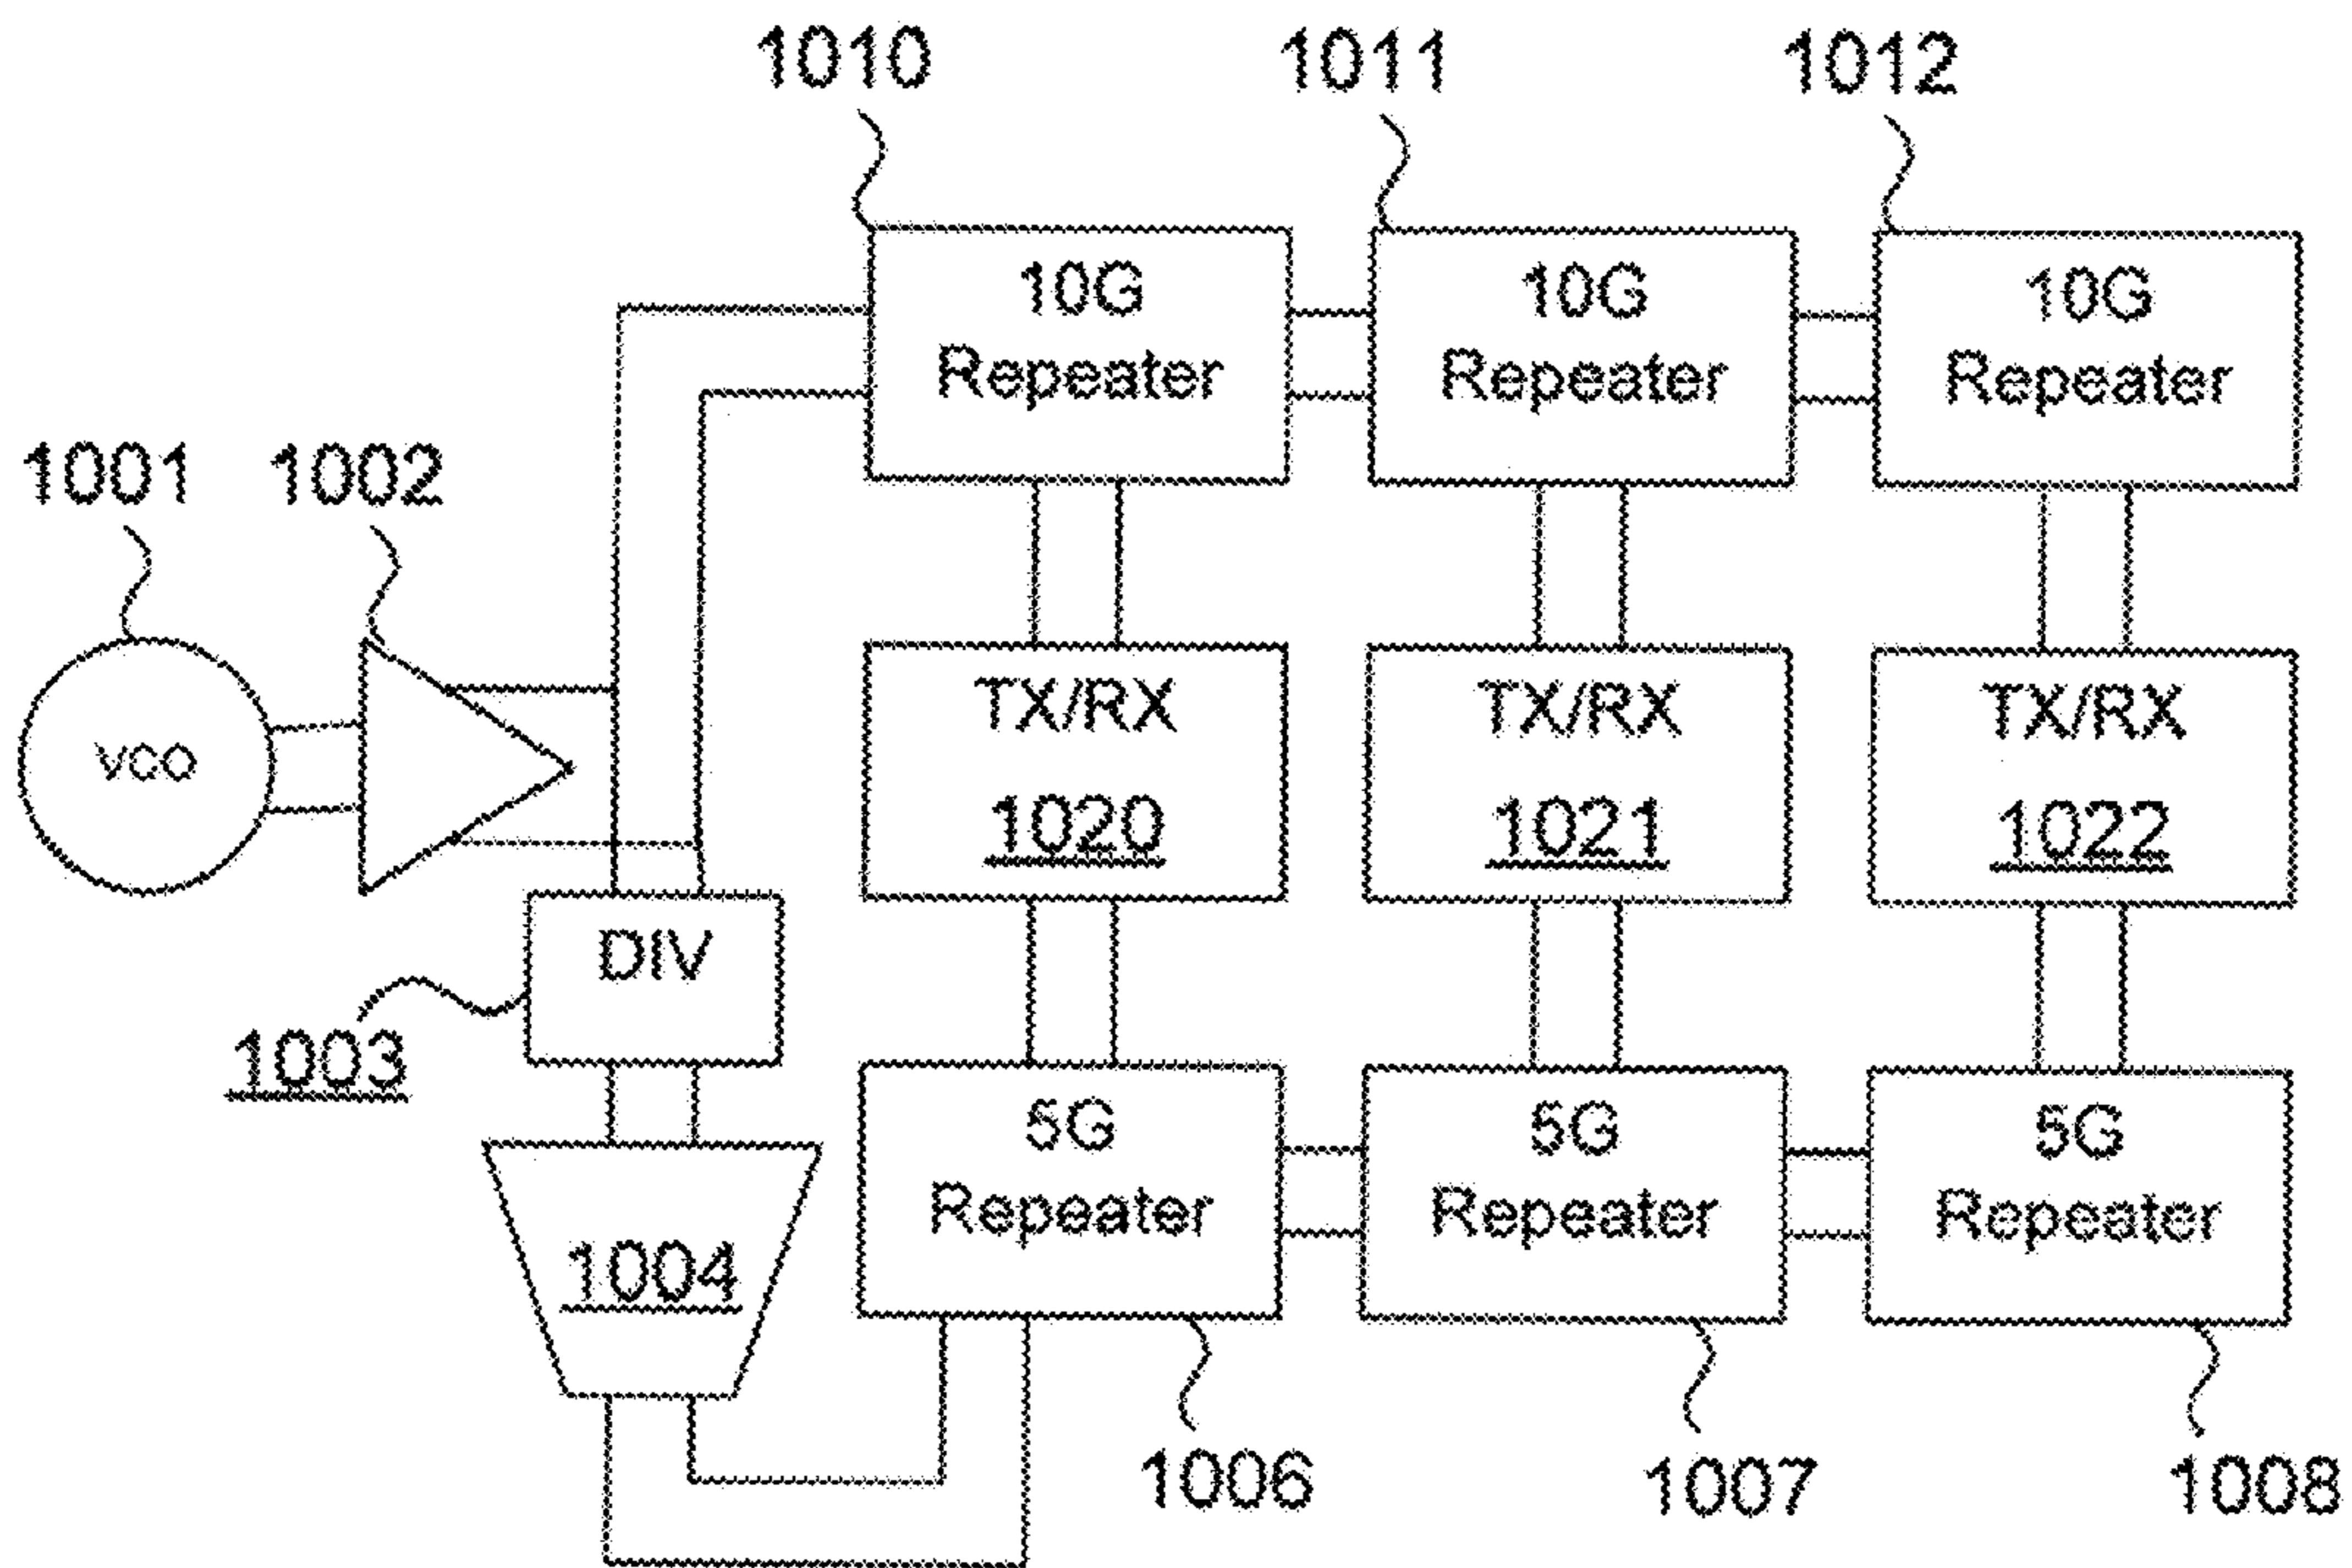 1010
1011
1012
10G
Repeater
10G
Repeater
10G
Repeater
1001
1002
vco
TX/RX
1020
TX/RX
1021
TX/RX
1022
DIV
1003
5G
Repeater
5G
Repeater
5G
Repeater
1004
1006
1007
1008